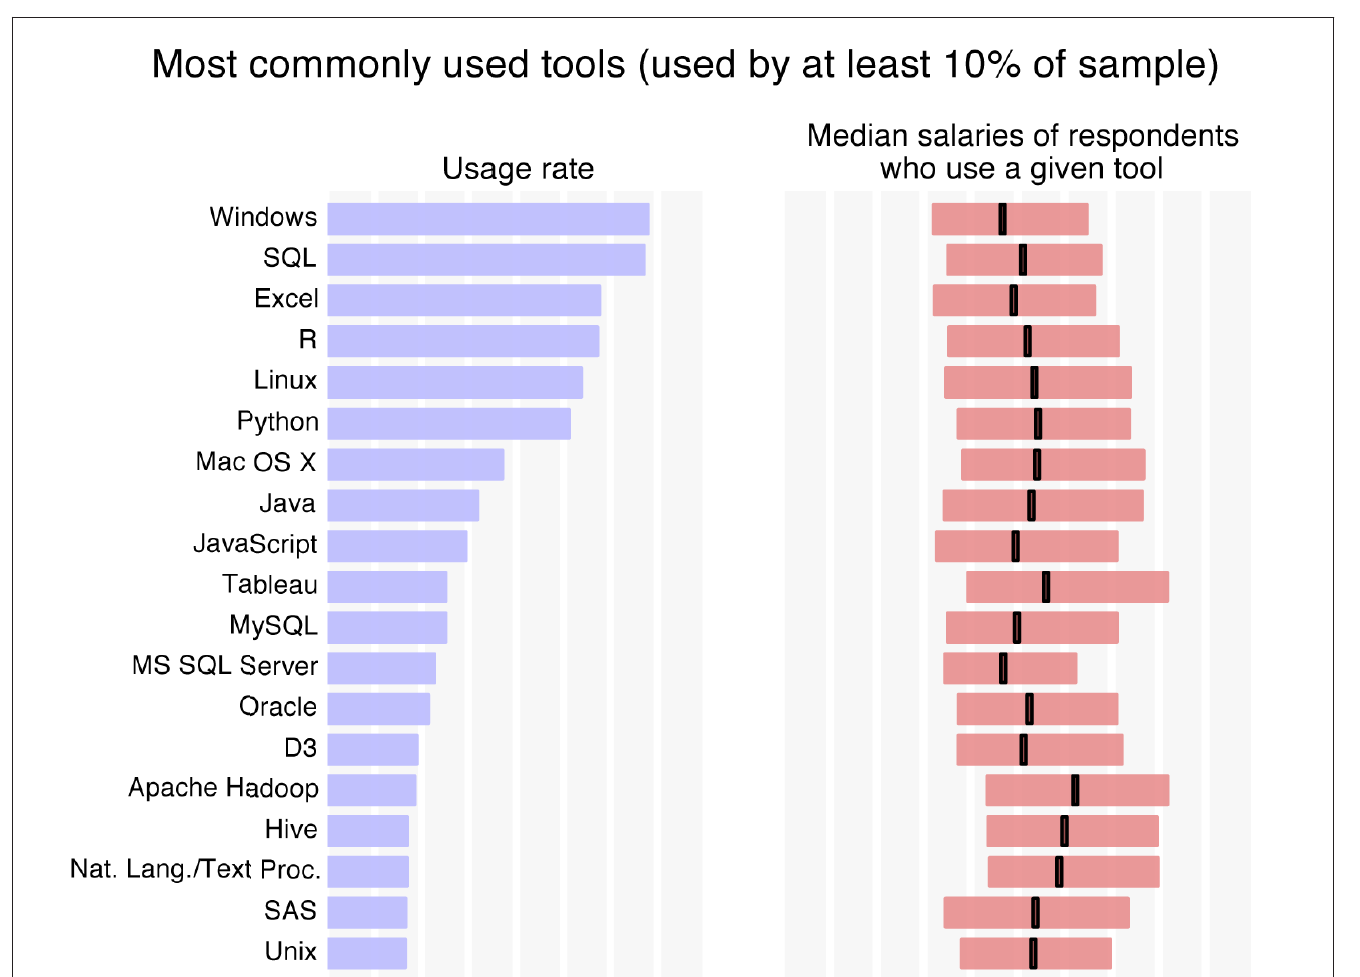 Most commonly used tools (used by at least 10% of sample)
Usage rate
Median salaries of respondents
who use a given tool
Windows
SQL
Excel
R
Linux
Python
Mac OS X
Java
JavaScript
Tableau
MySQL
MS SQL Server
Oracle
D3
Apache Hadoop
Hive
Nat. Lang./Text Proc.
SAS
Unix